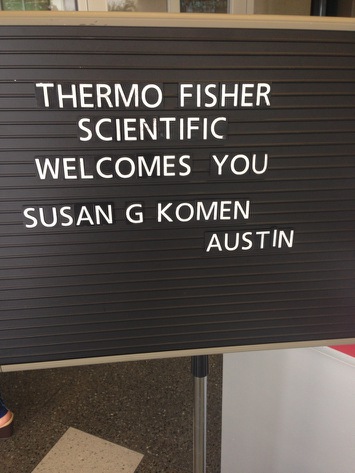 THERMO FISHER
SCIENTIFIC
WELCOMES YOU
SUSAN G KOMEN
AUSTIN